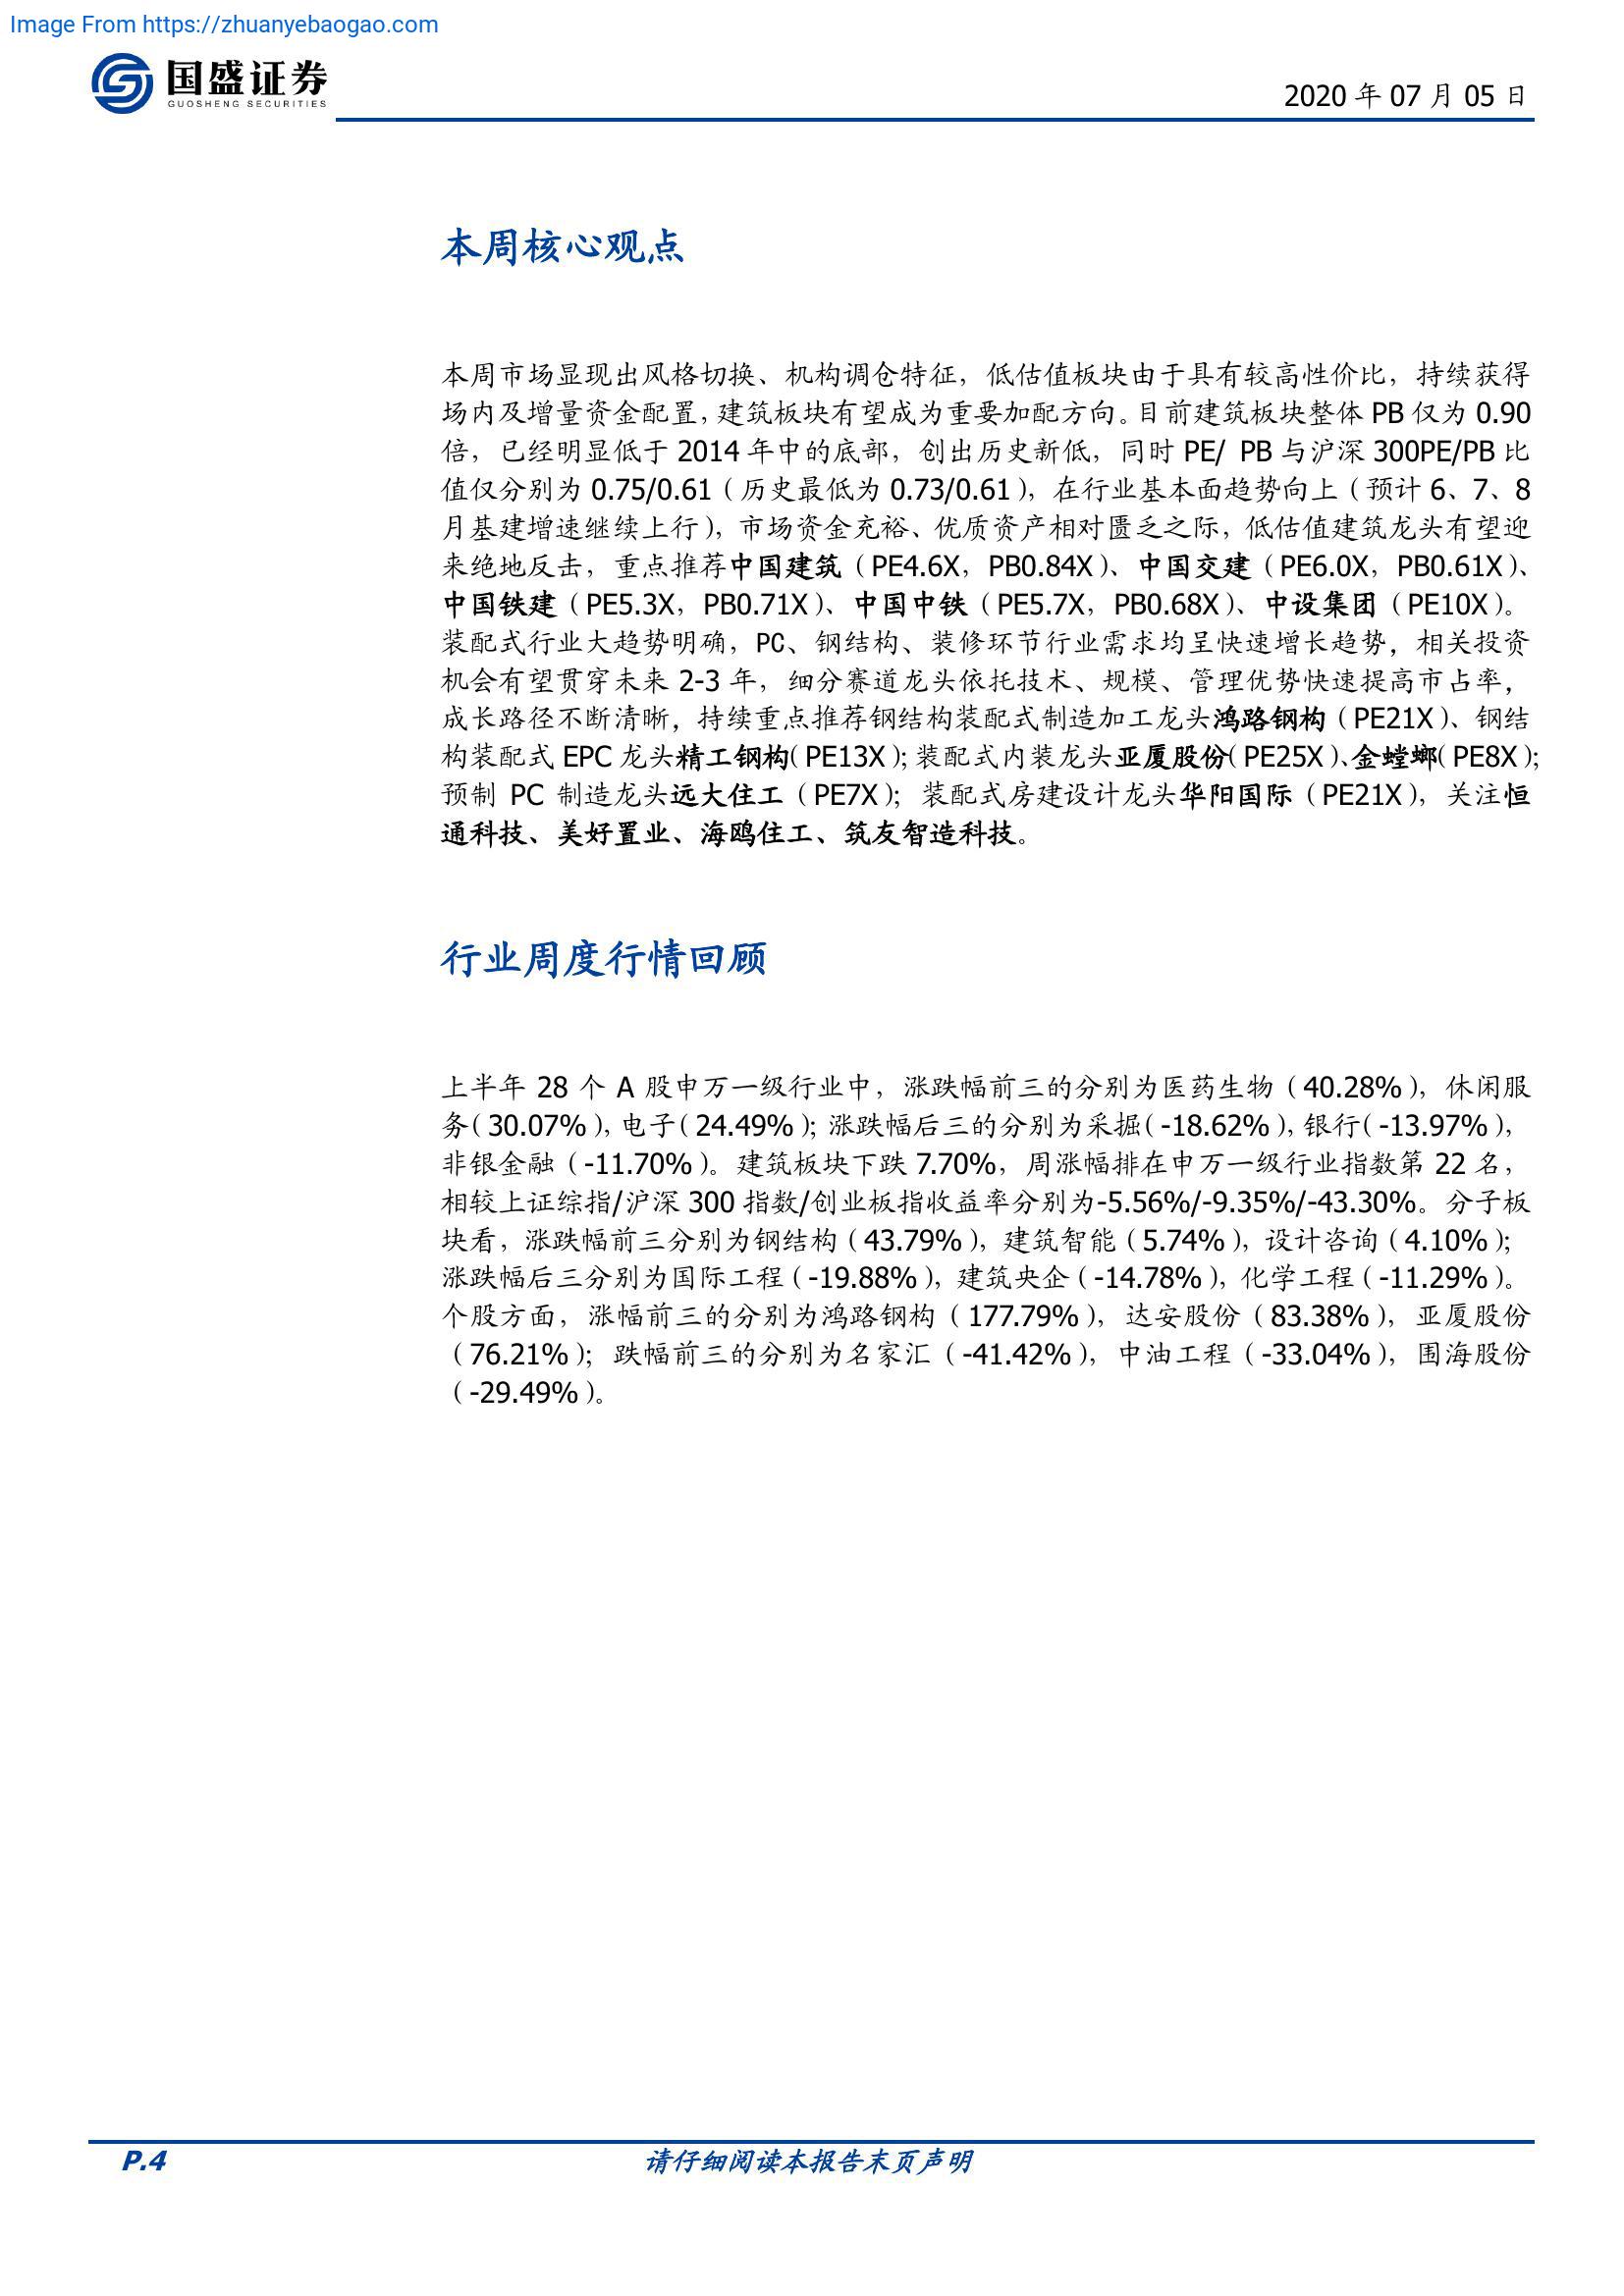 Image From https://zhuanyebaogao.com
国盛证券
GUOSHENG SECURITIES
2020 年 07 月 05 日
本周核心观点
本周市场显现出风格切换、机构调仓特征，低估值板块由于具有较高性价比，持续获得
场内及增量资金配置，建筑板块有望成为重要加配方向。目前建筑板块整体 PB 仅为 0.90
倍，已经明显低于 2014 年中的底部，创出历史新低，同时 PE/ PB 与沪深 300PE/PB 比
值仅分别为 0.75/0.61（历史最低为 0.73/0.61），在行业基本面趋势向上（预计 6、7、8
月基建增速继续上行），市场资金充裕、优质资产相对匮乏之际，低估值建筑龙头有望迎
来绝地反击，重点推荐中国建筑（PE4.6X，PB0.84X）、中国交建（PE6.0X，PB0.61X）、
中国铁建（PE5.3X，PB0.71X）、中国中铁（PE5.7X，PB0.68X）、中设集团（PE10X）。
装配式行业大趋势明确，PC、钢结构、装修环节行业需求均呈快速增长趋势，相关投资
机会有望贯穿未来 2-3 年，细分赛道龙头依托技术、规模、管理优势快速提高市占率，
成长路径不断清晰，持续重点推荐钢结构装配式制造加工龙头鸿路钢构（PE21X）、钢结
构装配式 EPC 龙头精工钢构（PE13X）；装配式内装龙头亚厦股份（PE25X）、金螳螂（PE8X）；
预制 PC 制造龙头远大住工（PE7X）；装配式房建设计龙头华阳国际（PE21X），关注恒
通科技、美好置业、海鸥住工、筑友智造科技。
行业周度行情回顾
上半年 28 个 A 股申万一级行业中，涨跌幅前三的分别为医药生物（40.28%），休闲服
务（30.07%），电子（24.49%）；涨跌幅后三的分别为采掘（-18.62%），银行（-13.97%），
非银金融（-11.70%）。建筑板块下跌 7.70%，周涨幅排在申万一级行业指数第 22 名，
相较上证综指/沪深 300 指数/创业板指收益率分别为-5.56%/-9.35%/-43.30%。分子板
块看，涨跌幅前三分别为钢结构（43.79%），建筑智能（5.74%），设计咨询（4.10%）；
涨跌幅后三分别为国际工程（-19.88%），建筑央企（-14.78%），化学工程（-11.29%）。
个股方面，涨幅前三的分别为鸿路钢构（177.79%），达安股份（83.38%），亚厦股份
（76.21%）；跌幅前三的分别为名家汇（-41.42%），中油工程（-33.04%），围海股份
（-29.49%）。
P.4
请仔细阅读本报告末页声明